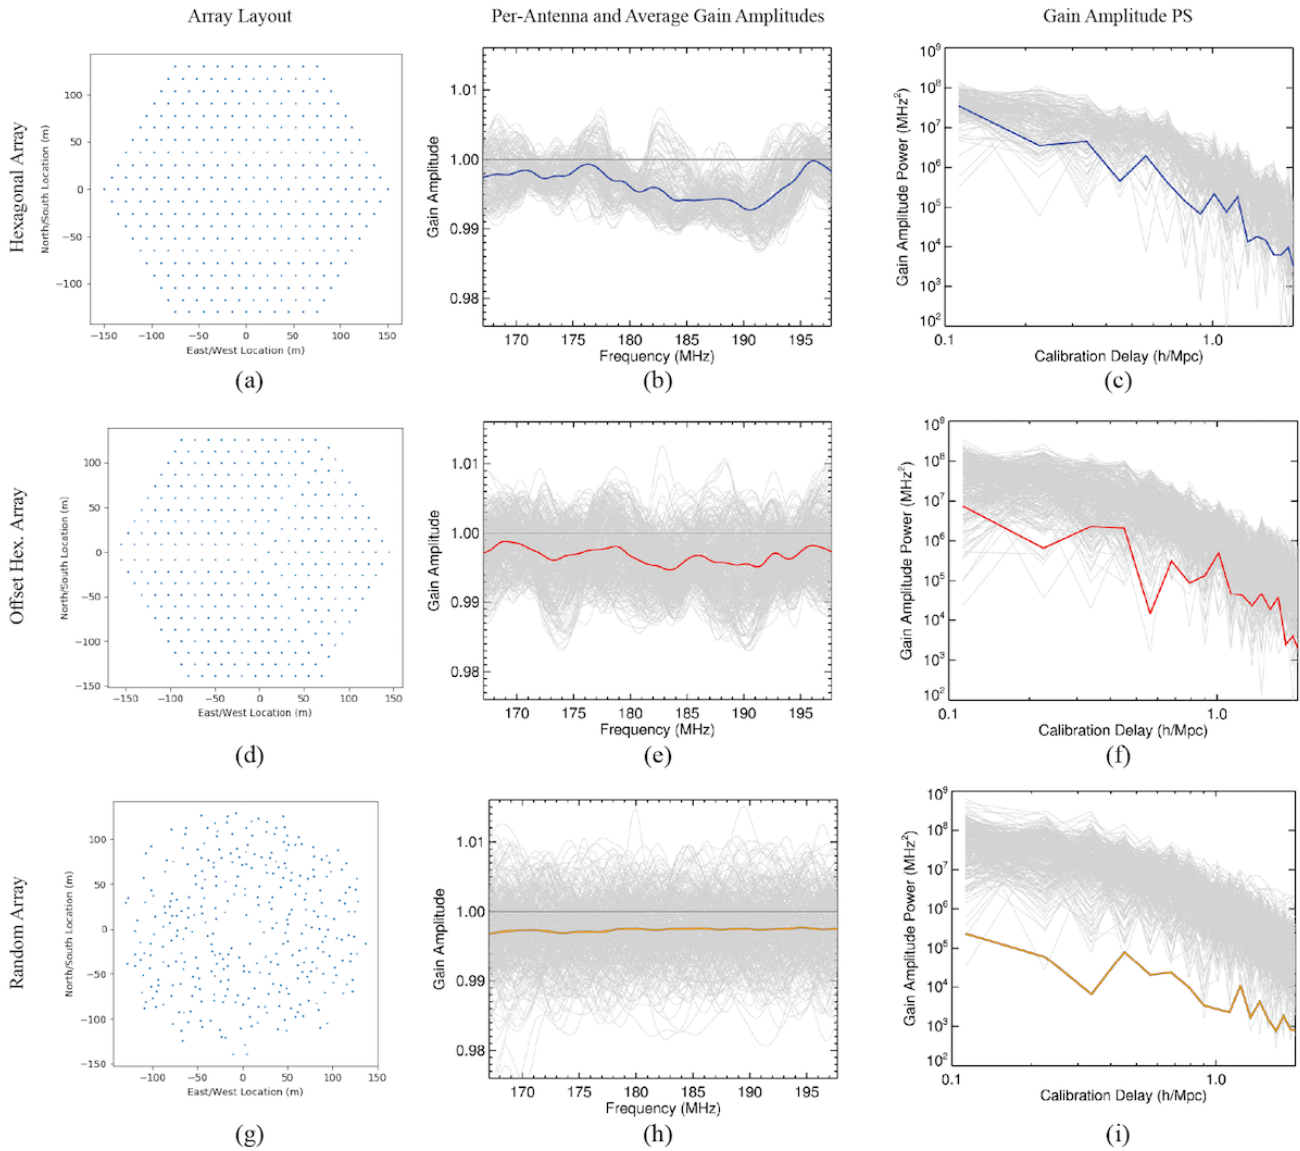 Array Layout
Per-Antenna and Average Gain Amplitudes
Gain Amplitude PS
Hexagonal Array
North/South Location (m)
100
50
0
−50
−100
−150 −100 −50 0 50 100 150
East/West Location (m)
(a)
Gain Amplitude
1.01
1.00
0.99
0.98
170 175 180 185 190 195
Frequency (MHz)
(b)
Gain Amplitude Power (MHz²)
10⁹
10⁸
10⁷
10⁶
10⁵
10⁴
10³
10²
0.1 1.0
Calibration Delay (h/Mpc)
(c)
Offset Hex. Array
North/South Location (m)
100
50
0
−50
−100
−150
−150 −100 −50 0 50 100 150
East/West Location (m)
(d)
Gain Amplitude
1.01
1.00
0.99
0.98
170 175 180 185 190 195
Frequency (MHz)
(e)
Gain Amplitude Power (MHz²)
10⁹
10⁸
10⁷
10⁶
10⁵
10⁴
10³
10²
0.1 1.0
Calibration Delay (h/Mpc)
(f)
Random Array
North/South Location (m)
100
50
0
−50
−100
−150
−100 −50 0 50 100 150
East/West Location (m)
(g)
Gain Amplitude
1.01
1.00
0.99
0.98
170 175 180 185 190 195
Frequency (MHz)
(h)
Gain Amplitude Power (MHz²)
10⁹
10⁸
10⁷
10⁶
10⁵
10⁴
10³
10²
0.1 1.0
Calibration Delay (h/Mpc)
(i)